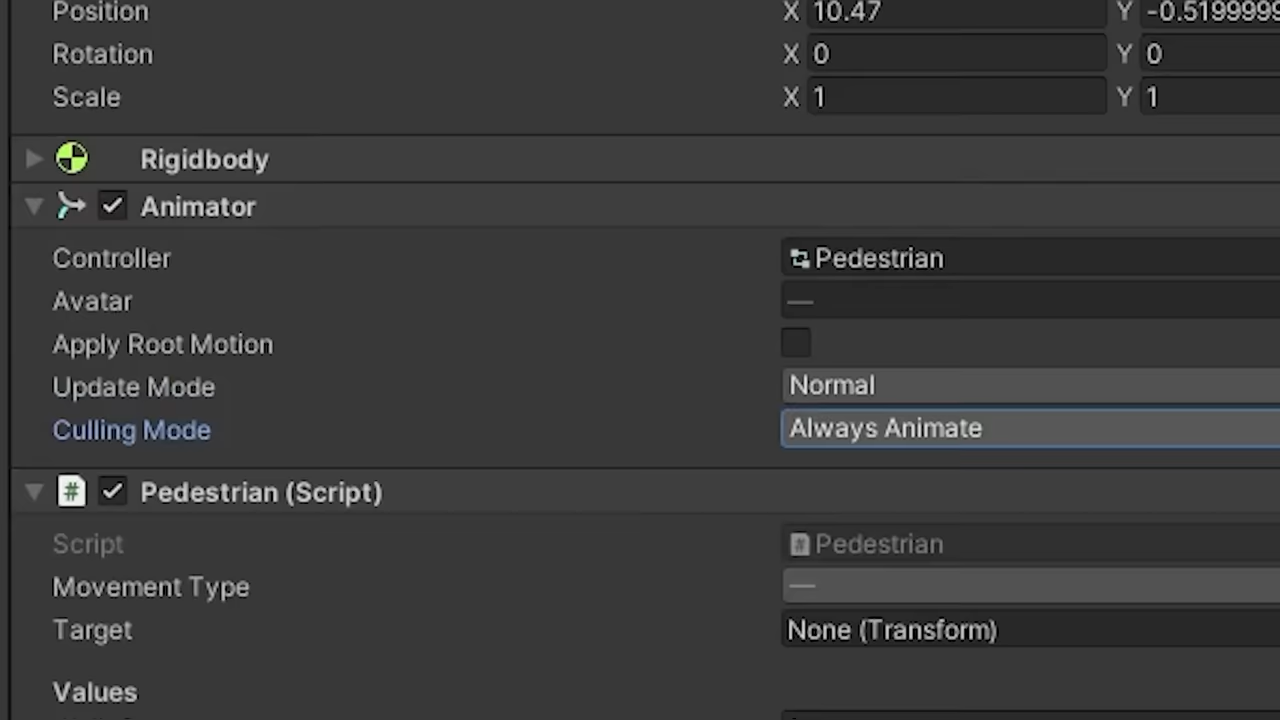 Position X 10.47 Y -0.5199999
Rotation X 0 Y 0
Scale X 1 Y 1
Rigidbody
Animator
Controller Pedestrian
Avatar —
Apply Root Motion
Update Mode Normal
Culling Mode Always Animate
# Pedestrian (Script)
Script # Pedestrian
Movement Type —
Target None (Transform)
Values